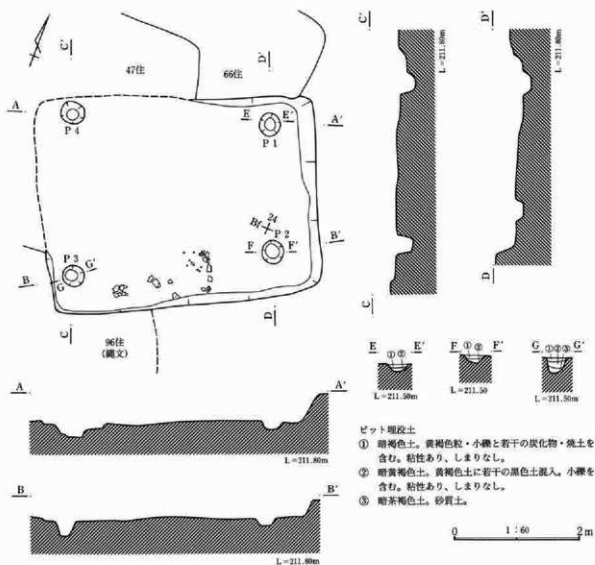 C'
D'
47住
66住
A
E
E'
A'
P 4
P 1
24
Bf
P 2
B'
F
F'
P 3
G'
B
G
C
D
96住
(縄文)
C'
L=211.80m
C
D'
L=211.80m
D
A
A'
L=211.80m
B
B'
L=211.80m
E ①② E'
L=211.50m
F ①② F'
L=211.50
G ①②③ G'
L=211.50m
ピット埋没土
① 暗褐色土。黄褐色粒・小礫と若干の炭化物・焼土を
含む。粘性あり、しまりなし。
② 暗黄褐色土。黄褐色土に若干の黒色土混入。小礫を
含む。粘性あり、しまりなし。
③ 暗茶褐色土。砂質土。
0 1:60 2m